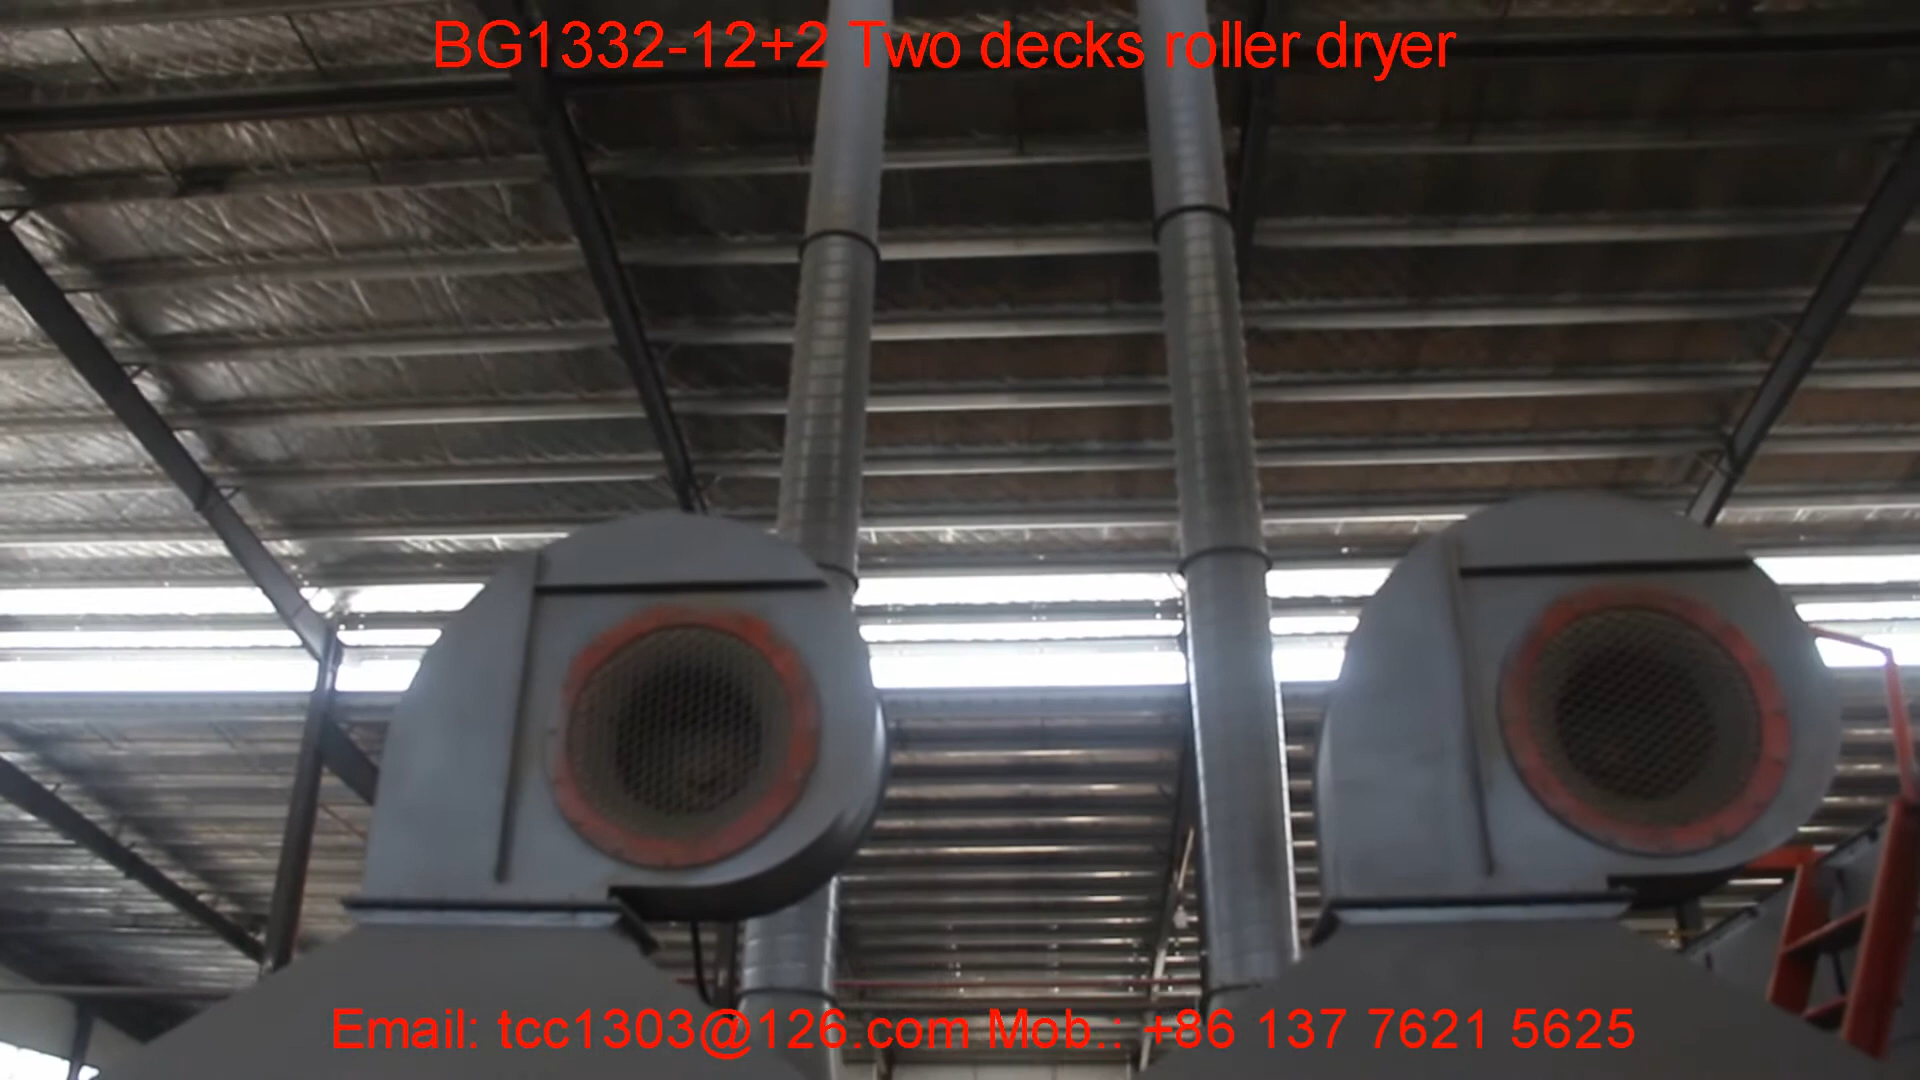 BG1332-12+2 Two decks roller dryer
Email: tcc1303@126.com Mob.: +86 137 7621 5625